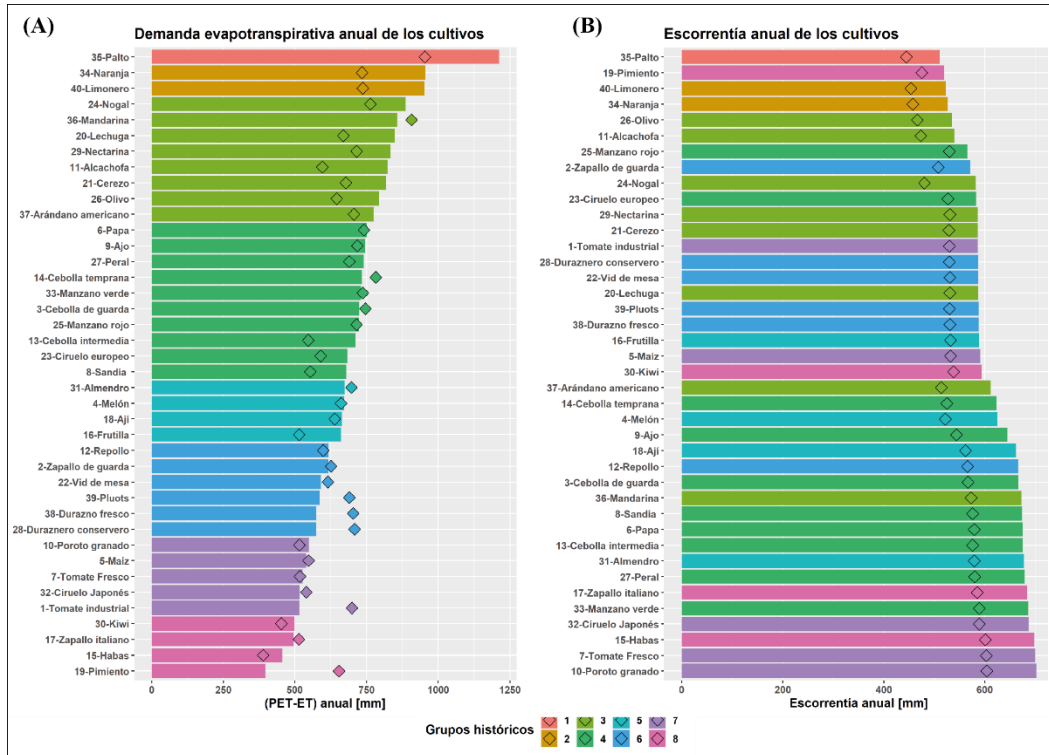 (A)
Demanda evapotranspirativa anual de los cultivos
35-Palto
34-Naranja
40-Limonero
24-Nogal
36-Mandarina
20-Lechuga
29-Nectarina
11-Alcachofa
21-Cerezo
26-Olivo
37-Arándano americano
6-Papa
9-Ajo
27-Peral
14-Cebolla temprana
33-Manzano verde
3-Cebolla de guarda
25-Manzano rojo
13-Cebolla intermedia
23-Ciruelo europeo
8-Sandia
31-Almendro
4-Melón
18-Ají
16-Frutilla
12-Repollo
2-Zapallo de guarda
22-Vid de mesa
39-Pluots
38-Durazno fresco
28-Duraznero conservero
10-Poroto granado
5-Maiz
7-Tomate Fresco
32-Ciruelo Japonés
1-Tomate industrial
30-Kiwi
17-Zapallo italiano
15-Habas
19-Pimiento
0 250 500 750 1000 1250
(PET-ET) anual [mm]
(B)
Escorrentía anual de los cultivos
35-Palto
19-Pimiento
40-Limonero
34-Naranja
26-Olivo
11-Alcachofa
25-Manzano rojo
2-Zapallo de guarda
24-Nogal
23-Ciruelo europeo
29-Nectarina
21-Cerezo
1-Tomate industrial
28-Duraznero conservero
22-Vid de mesa
20-Lechuga
39-Pluots
38-Durazno fresco
16-Frutilla
5-Maiz
30-Kiwi
37-Arándano americano
14-Cebolla temprana
4-Melón
9-Ajo
18-Ají
12-Repollo
3-Cebolla de guarda
36-Mandarina
8-Sandia
6-Papa
13-Cebolla intermedia
31-Almendro
27-Peral
17-Zapallo italiano
33-Manzano verde
32-Ciruelo Japonés
15-Habas
7-Tomate Fresco
10-Poroto granado
0 200 400 600
Escorrentía anual [mm]
Grupos históricos
1 3 5 7
2 4 6 8